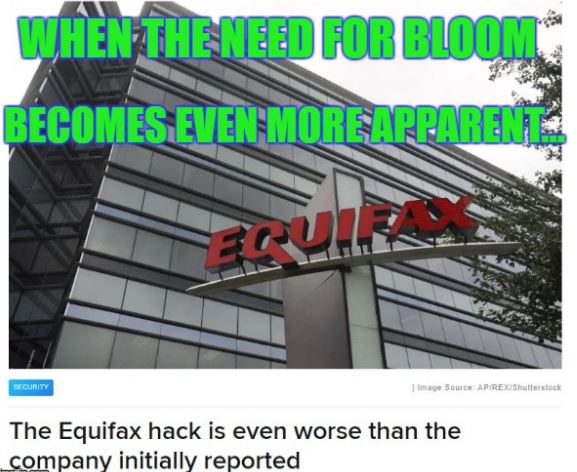 WHEN THE NEED FOR BLOOM
BECOMES EVEN MORE APPARENT...
EQUIFAX
SECURITY
Image Source: AP/REX/Shutterstock
The Equifax hack is even worse than the
company initially reported